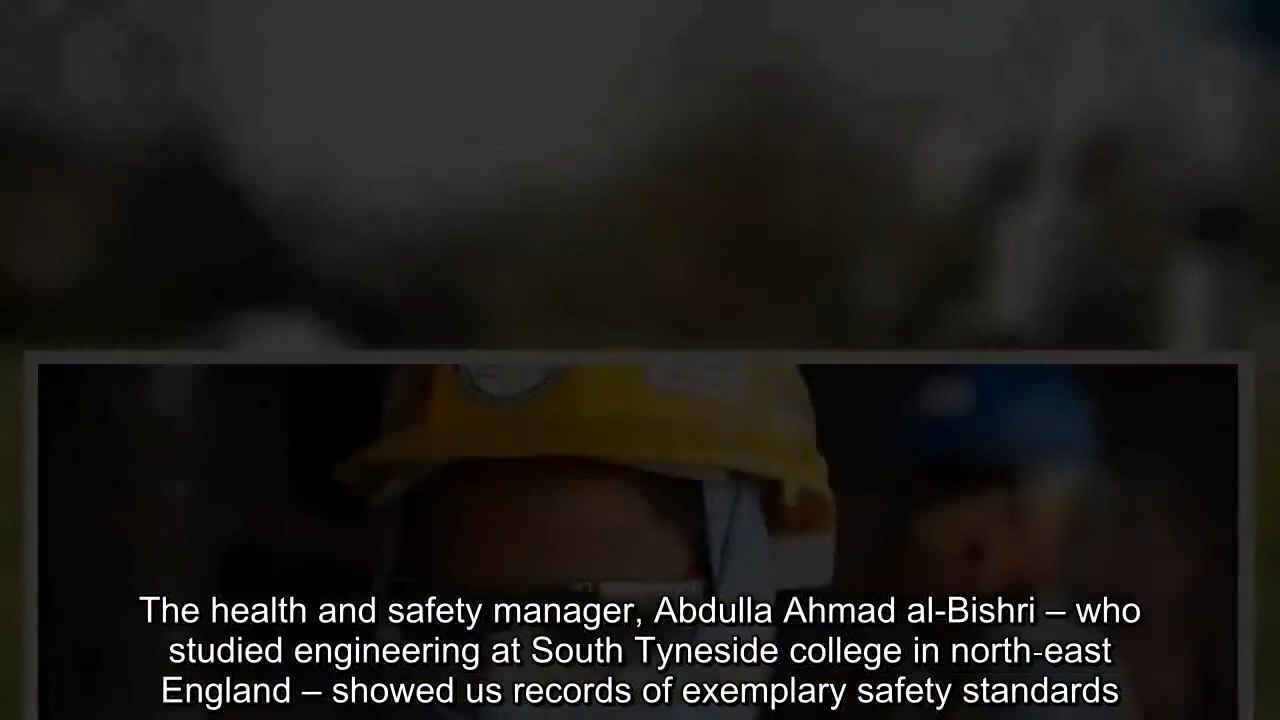 The health and safety manager, Abdulla Ahmad al-Bishri – who
studied engineering at South Tyneside college in north-east
England – showed us records of exemplary safety standards